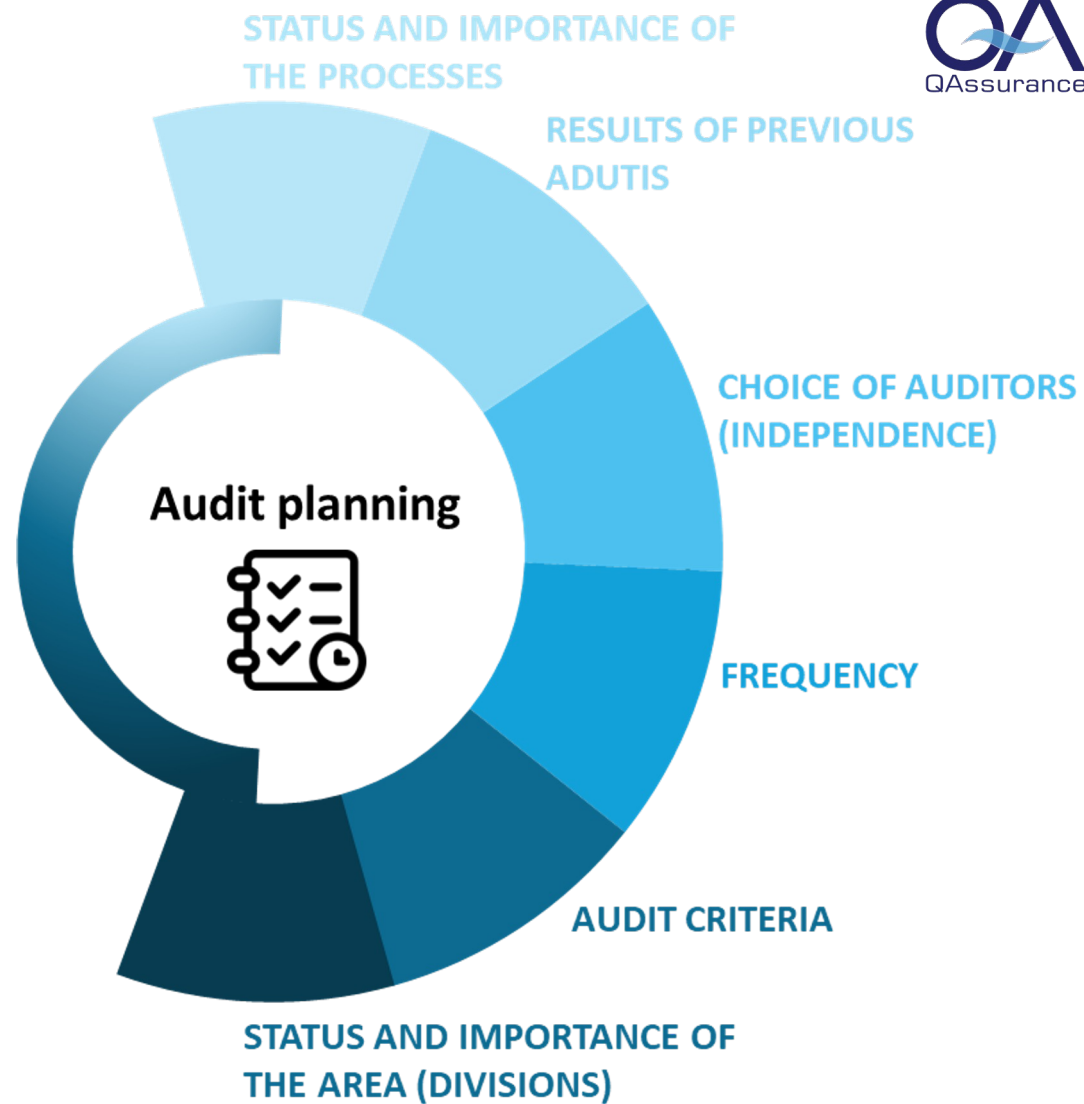 STATUS AND IMPORTANCE OF
THE PROCESSES
QA
QAssurance
RESULTS OF PREVIOUS
ADUTIS
CHOICE OF AUDITORS
(INDEPENDENCE)
Audit planning
FREQUENCY
AUDIT CRITERIA
STATUS AND IMPORTANCE OF
THE AREA (DIVISIONS)